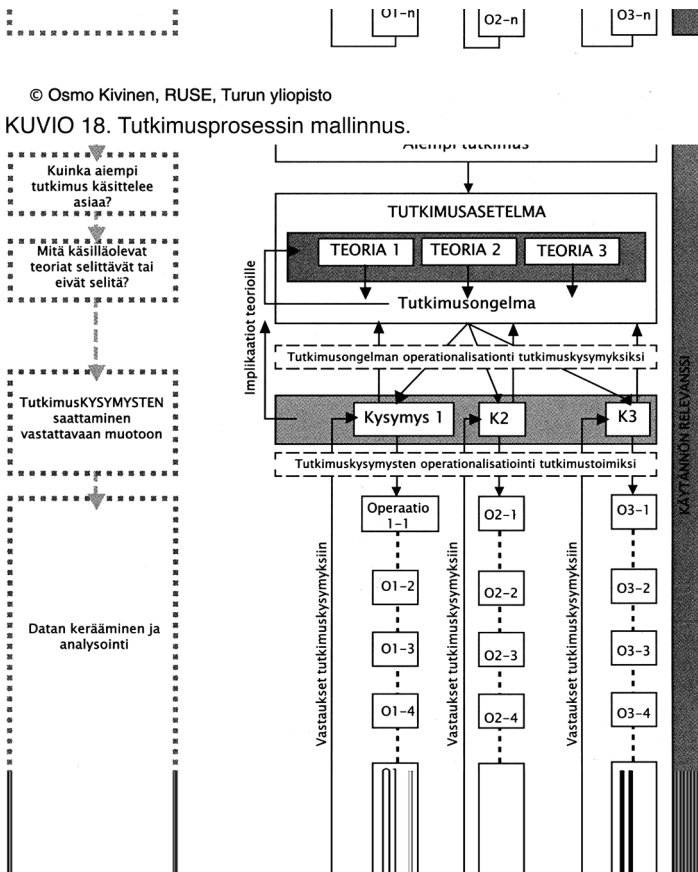 O1-n
O2-n
O3-n
© Osmo Kivinen, RUSE, Turun yliopisto
KUVIO 18. Tutkimusprosessin mallinnus.
Aiempi tutkimus
Kuinka aiempi
tutkimus käsittelee
asiaa?
TUTKIMUSASETELMA
Mitä käsilläolevat
teoriat selittävät tai
eivät selitä?
TEORIA 1
TEORIA 2
TEORIA 3
Tutkimusongelma
Implikaatiot teorioille
Tutkimusongelman operationalisationti tutkimuskysymyksiksi
TutkimusKYSYMYSTEN
saattaminen
vastattavaan muotoon
Kysymys 1
K2
K3
Tutkimuskysymysten operationalisatiointi tutkimustoimiksi
KÄYTÄNNÖN RELEVANSSI
Operaatio
1-1
O2-1
O3-1
Vastaukset tutkimuskysymyksiin
Vastaukset tutkimuskysymyksiin
Vastaukset tutkimuskysymyksiin
O1-2
O2-2
O3-2
Datan kerääminen ja
analysointi
O1-3
O2-3
O3-3
O1-4
O2-4
O3-4